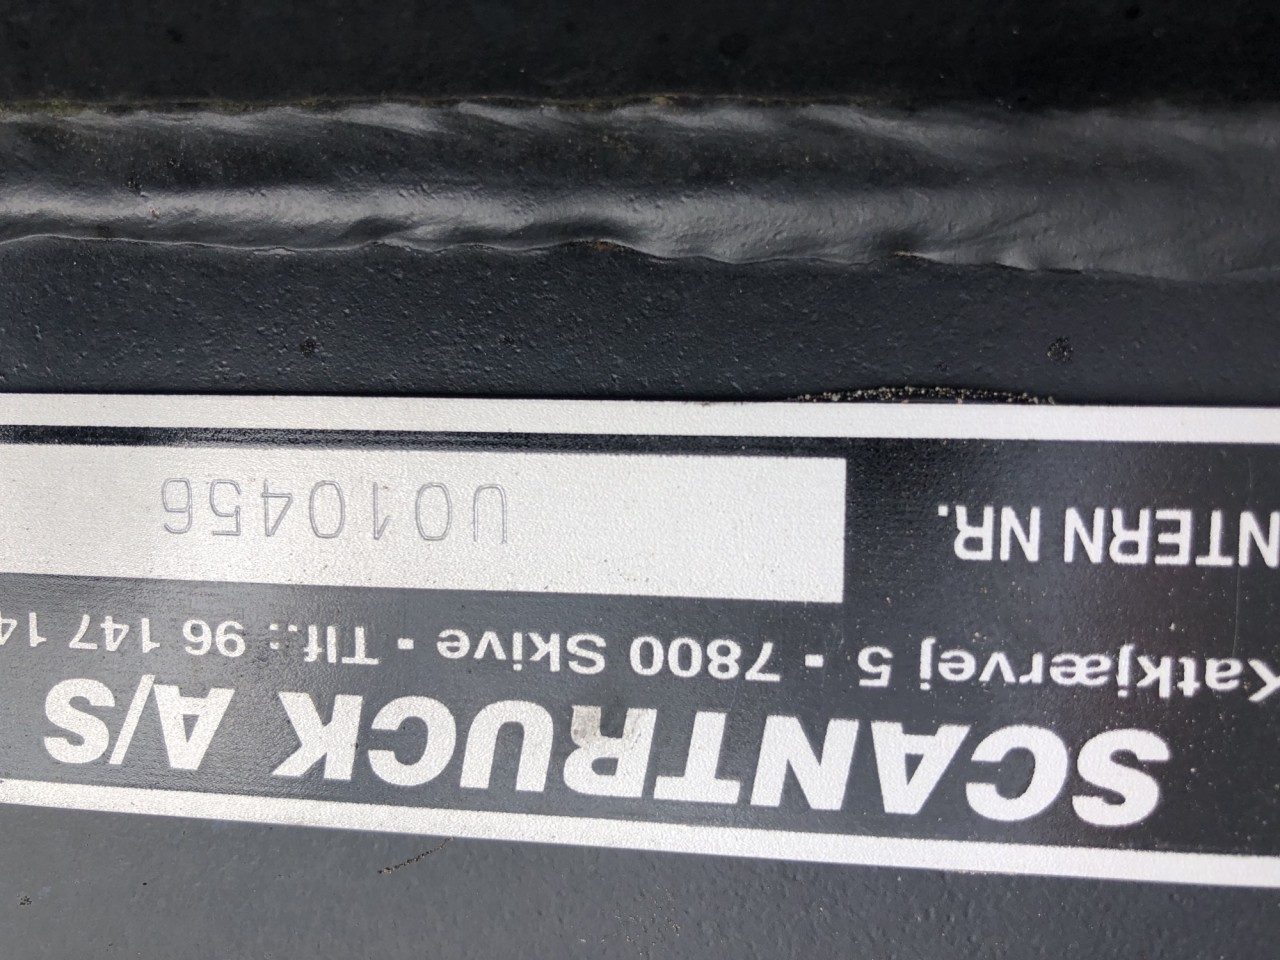 SCANTRUCK A/S
Katkjærvej 5 - 7800 Skive - Tlf.: 96 147 14
NTERN NR. U010456